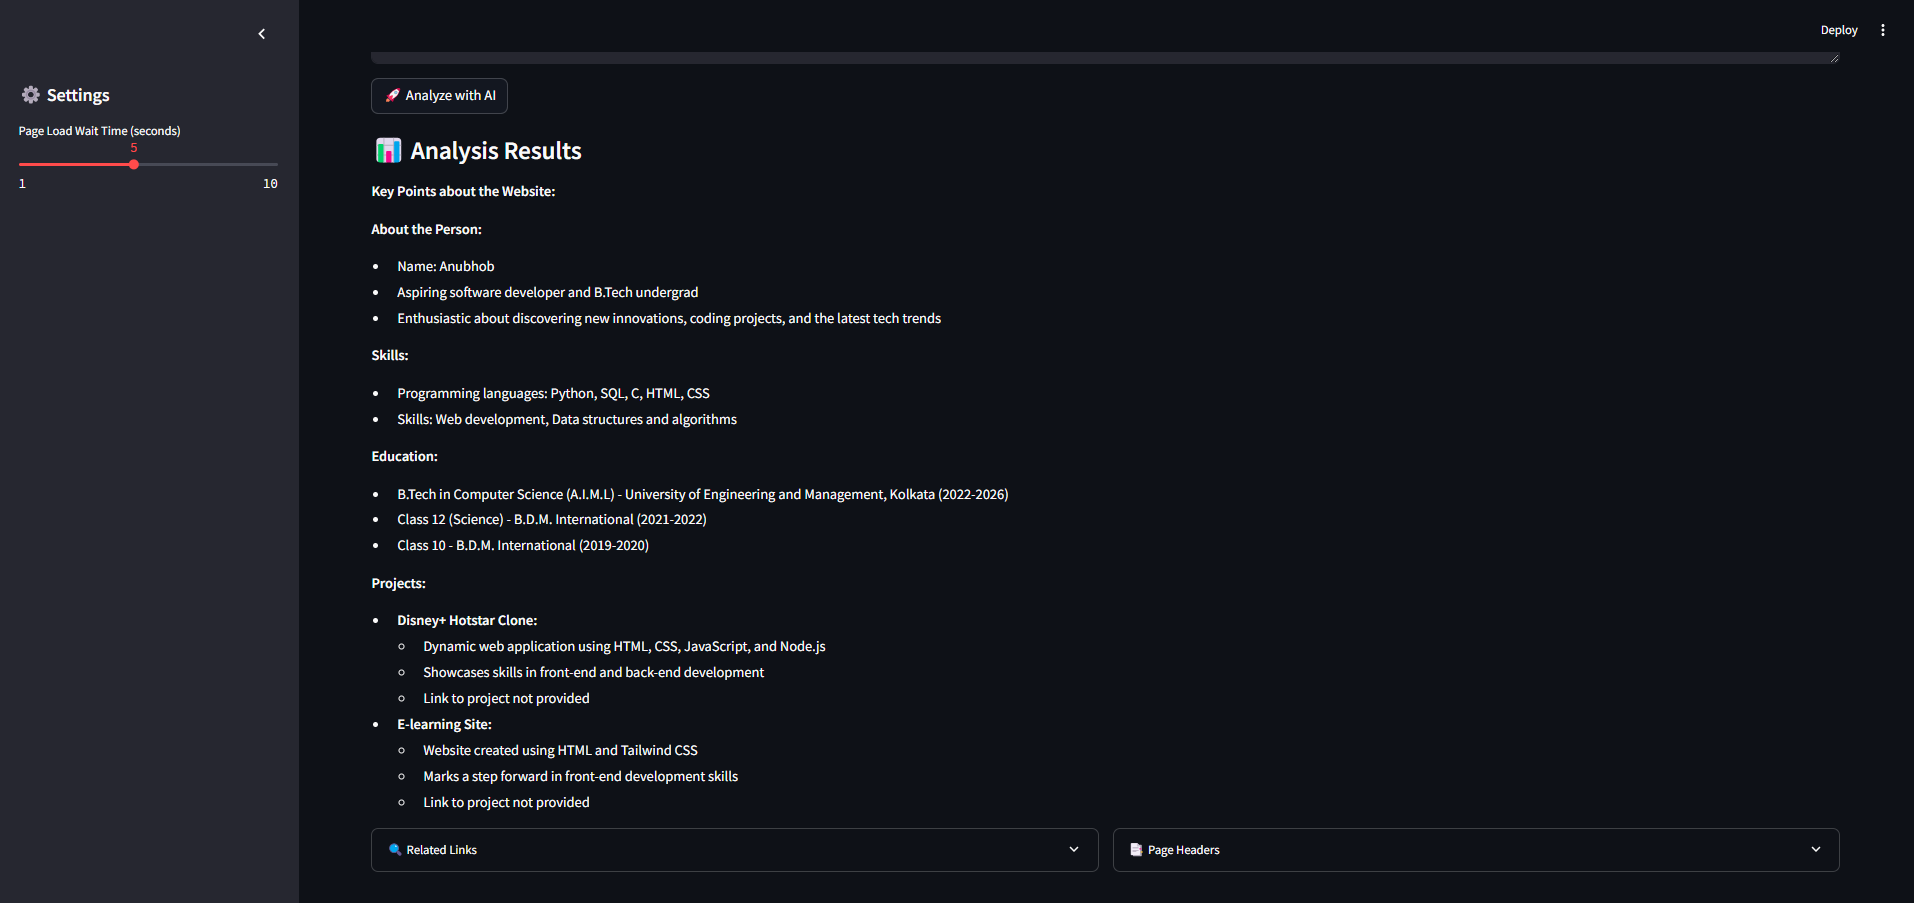 Deploy
Settings
Page Load Wait Time (seconds)
5
1 10
Analyze with AI
Analysis Results
Key Points about the Website:
About the Person:
Name: Anubhob
Aspiring software developer and B.Tech undergrad
Enthusiastic about discovering new innovations, coding projects, and the latest tech trends
Skills:
Programming languages: Python, SQL, C, HTML, CSS
Skills: Web development, Data structures and algorithms
Education:
B.Tech in Computer Science (A.I.M.L) - University of Engineering and Management, Kolkata (2022-2026)
Class 12 (Science) - B.D.M. International (2021-2022)
Class 10 - B.D.M. International (2019-2020)
Projects:
Disney+ Hotstar Clone:
Dynamic web application using HTML, CSS, JavaScript, and Node.js
Showcases skills in front-end and back-end development
Link to project not provided
E-learning Site:
Website created using HTML and Tailwind CSS
Marks a step forward in front-end development skills
Link to project not provided
Related Links
Page Headers